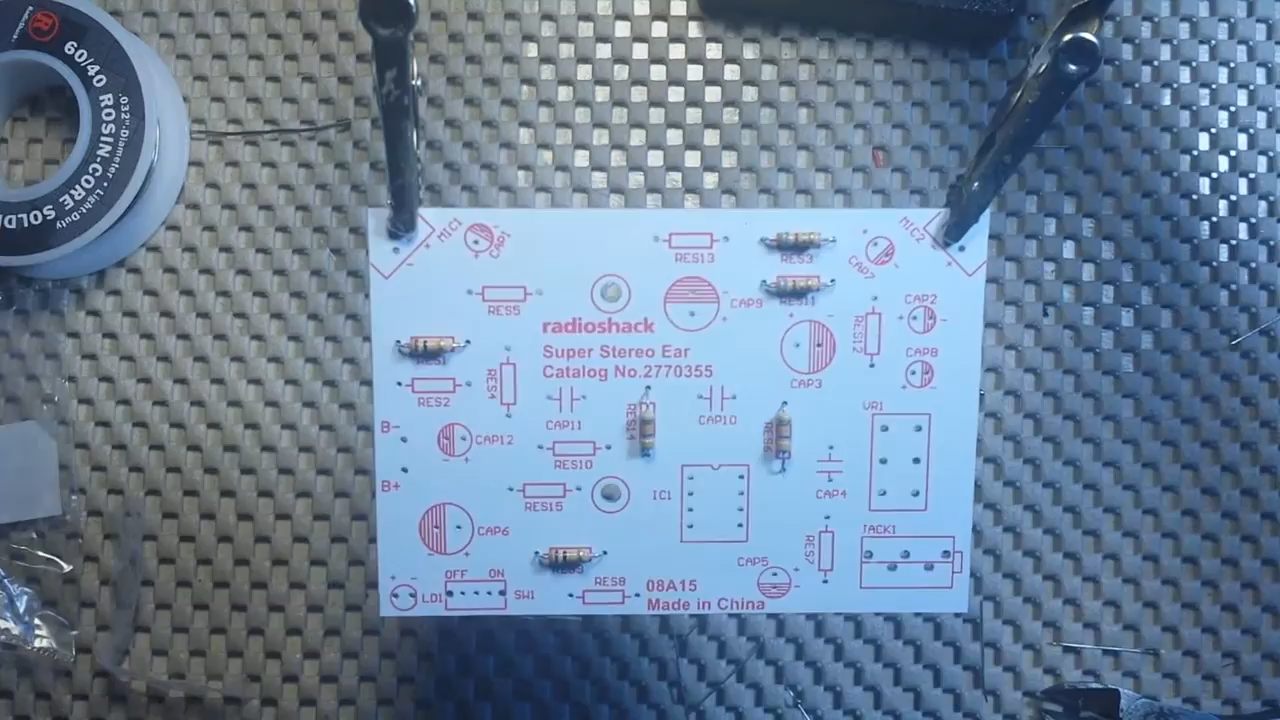 R
RadioShack
60/40 ROSIN-CORE SOLD
.032"-Diameter • Light-Duty
MIC1
CAP1
RES13
RES3
CAP7
MIC2
RES5
CAP9
RES11
CAP2
radioshack
Super Stereo Ear
Catalog No.2770355
RES12
RES1
CAP3
CAP8
RES2
RES4
CAP11
RES14
CAP10
RES6
VR1
B-
CAP12
RES10
B+
RES15
IC1
CAP4
CAP6
RES7
JACK1
RES9
CAP5
OFF ON
LD1
SW1
RES8
08A15
Made in China